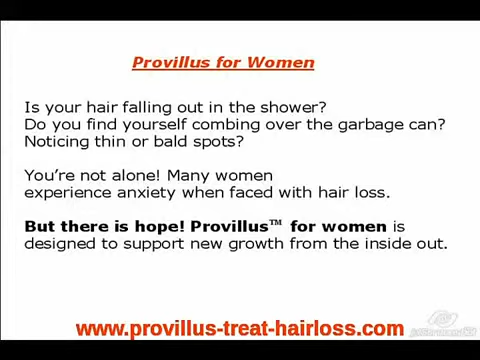 Provillus for Women
Is your hair falling out in the shower?
Do you find yourself combing over the garbage can?
Noticing thin or bald spots?
You're not alone! Many women
experience anxiety when faced with hair loss.
But there is hope! Provillus™ for women is
designed to support new growth from the inside out.
www.provillus-treat-hairloss.com